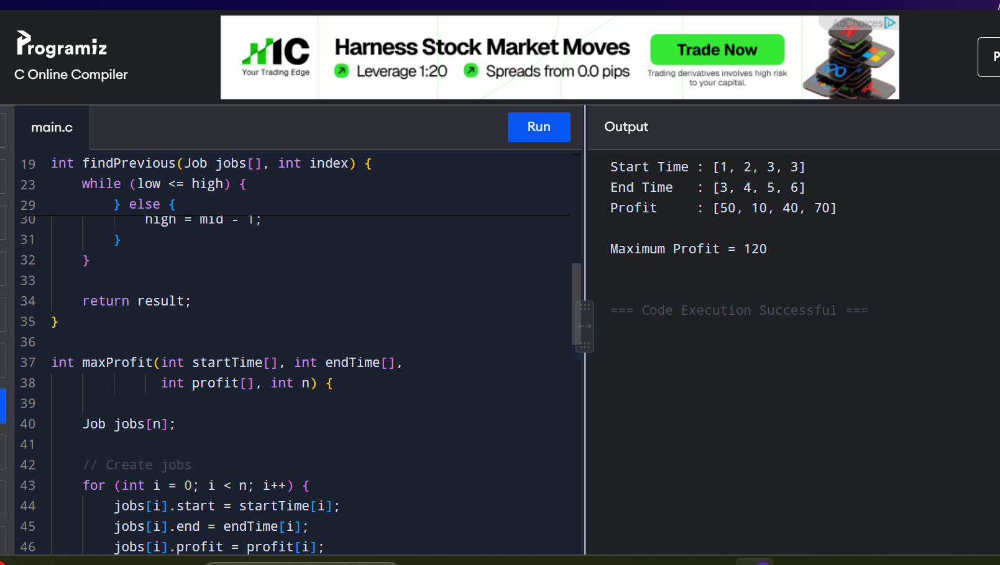 Programiz
C Online Compiler
HIC
Your Trading Edge
Harness Stock Market Moves
Leverage 1:20 Spreads from 0.0 pips
Trade Now
Trading derivatives involves high risk
to your capital.
AdChoices
Google
P
main.c
Run
Output
19 int findPrevious(Job jobs[], int index) {
23 while (low <= high) {
29 } else {
30 high = mid - 1;
31 }
32 }
33
34 return result;
35 }
36
37 int maxProfit(int startTime[], int endTime[],
38 int profit[], int n) {
39
40 Job jobs[n];
41
42 // Create jobs
43 for (int i = 0; i < n; i++) {
44 jobs[i].start = startTime[i];
45 jobs[i].end = endTime[i];
46 jobs[i].profit = profit[i];
Start Time : [1, 2, 3, 3]
End Time   : [3, 4, 5, 6]
Profit     : [50, 10, 40, 70]
Maximum Profit = 120
=== Code Execution Successful ===